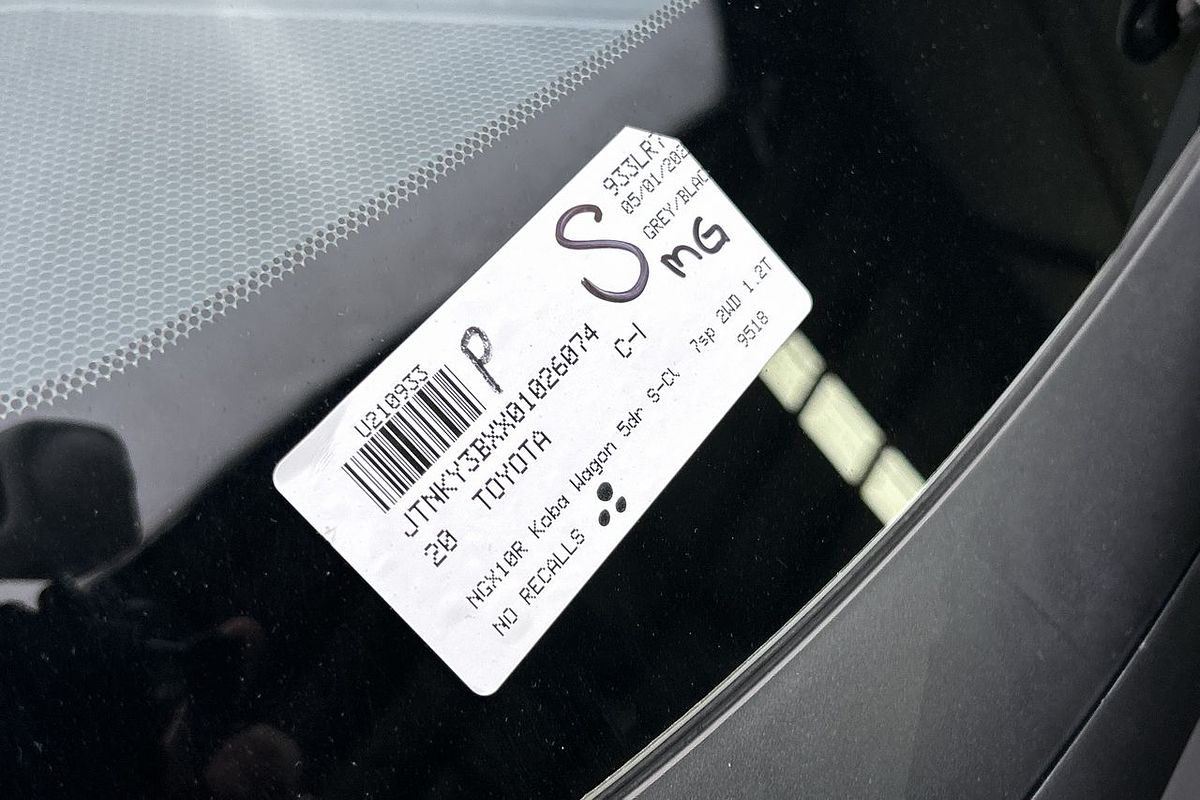 933LR7
05/01/202
GREY/BLAC
S
MG
U210933
P
JTNKY3BXX01026074
20 TOYOTA C-
NGX10R Koba Wagon 5dr S-CL 7sp 2WD 1.2T
NO RECALLS 9518